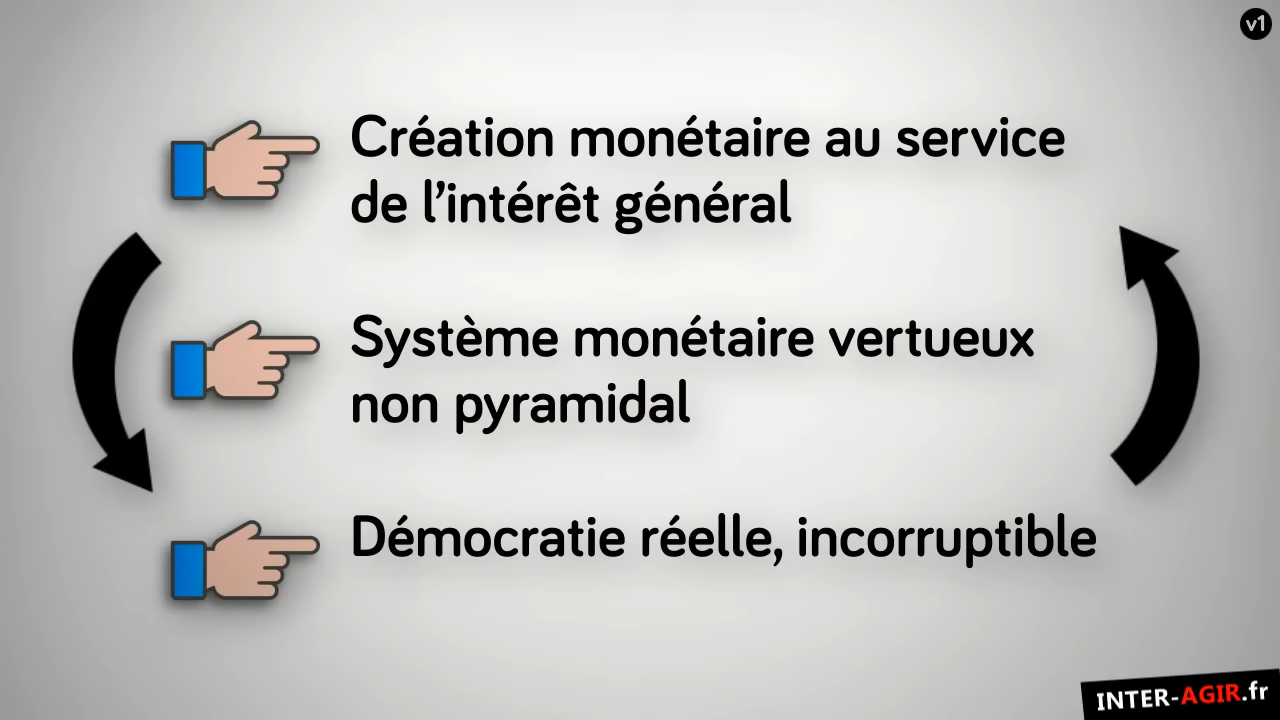 v1
Création monétaire au service
de l’intérêt général
Système monétaire vertueux
non pyramidal
Démocratie réelle, incorruptible
INTER-AGIR.fr